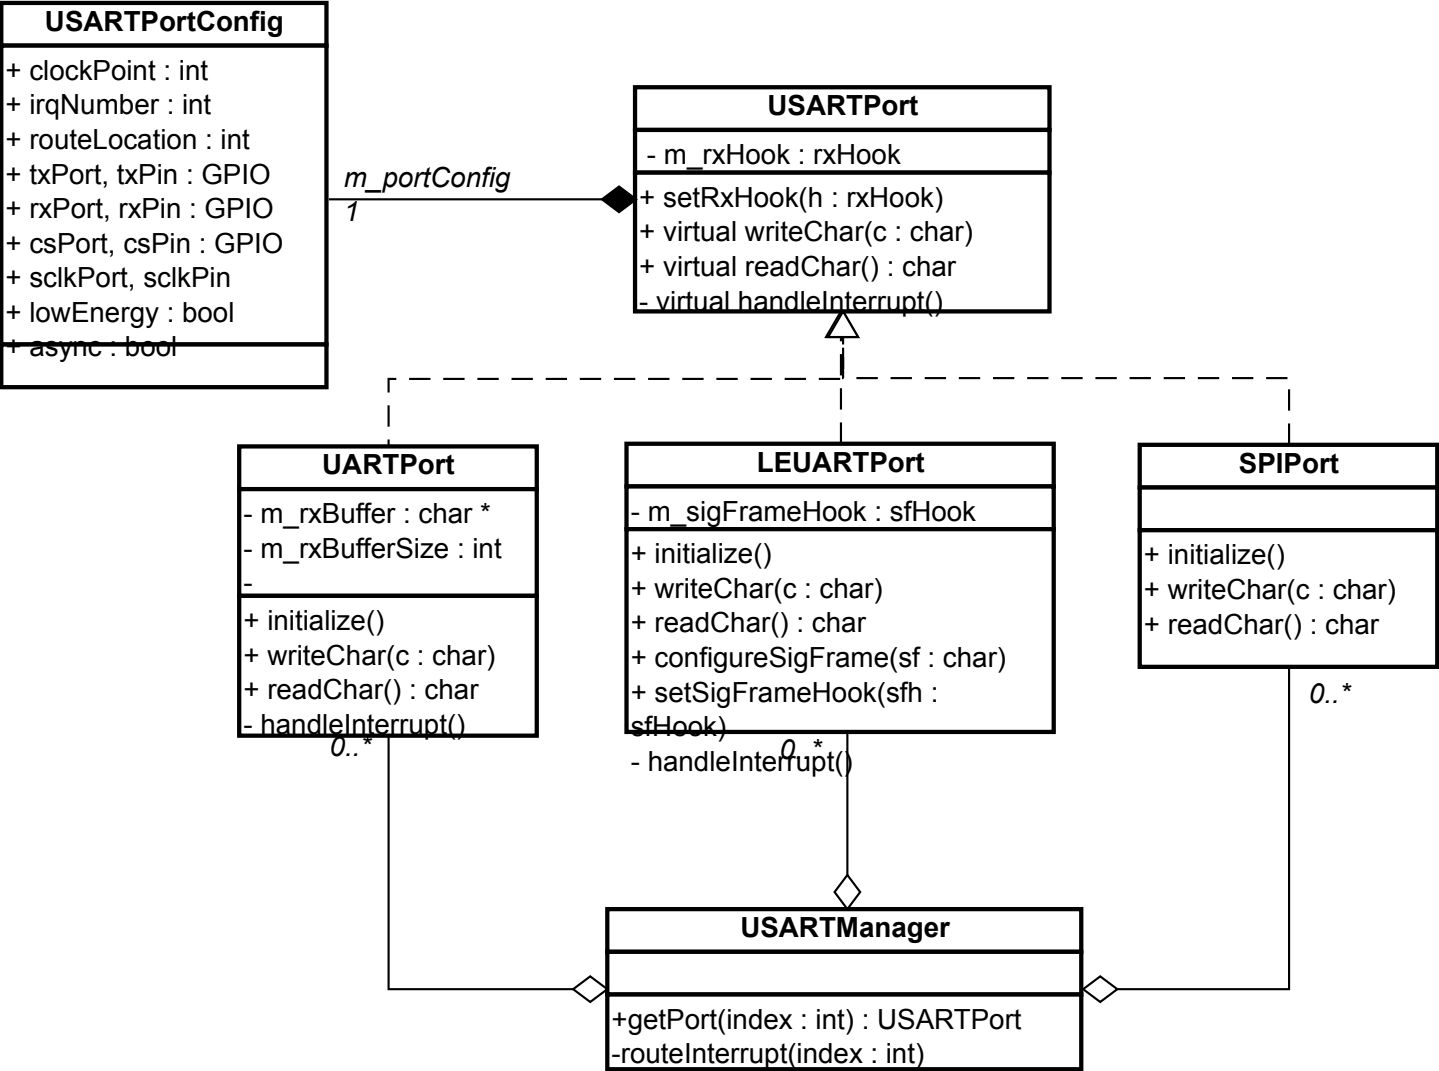 USARTPortConfig
+ clockPoint : int
+ irqNumber : int
+ routeLocation : int
+ txPort, txPin : GPIO
+ rxPort, rxPin : GPIO
+ csPort, csPin : GPIO
+ sclkPort, sclkPin
+ lowEnergy : bool
+ async : bool
m_portConfig
1
USARTPort
- m_rxHook : rxHook
+ setRxHook(h : rxHook)
+ virtual writeChar(c : char)
+ virtual readChar() : char
- virtual handleInterrupt()
UARTPort
- m_rxBuffer : char *
- m_rxBufferSize : int
-
+ initialize()
+ writeChar(c : char)
+ readChar() : char
- handleInterrupt()
0..*
LEUARTPort
- m_sigFrameHook : sfHook
+ initialize()
+ writeChar(c : char)
+ readChar() : char
+ configureSigFrame(sf : char)
+ setSigFrameHook(sfh :
sfHook)
- handleInterrupt()
0..*
SPIPort
+ initialize()
+ writeChar(c : char)
+ readChar() : char
0..*
USARTManager
+getPort(index : int) : USARTPort
-routeInterrupt(index : int)